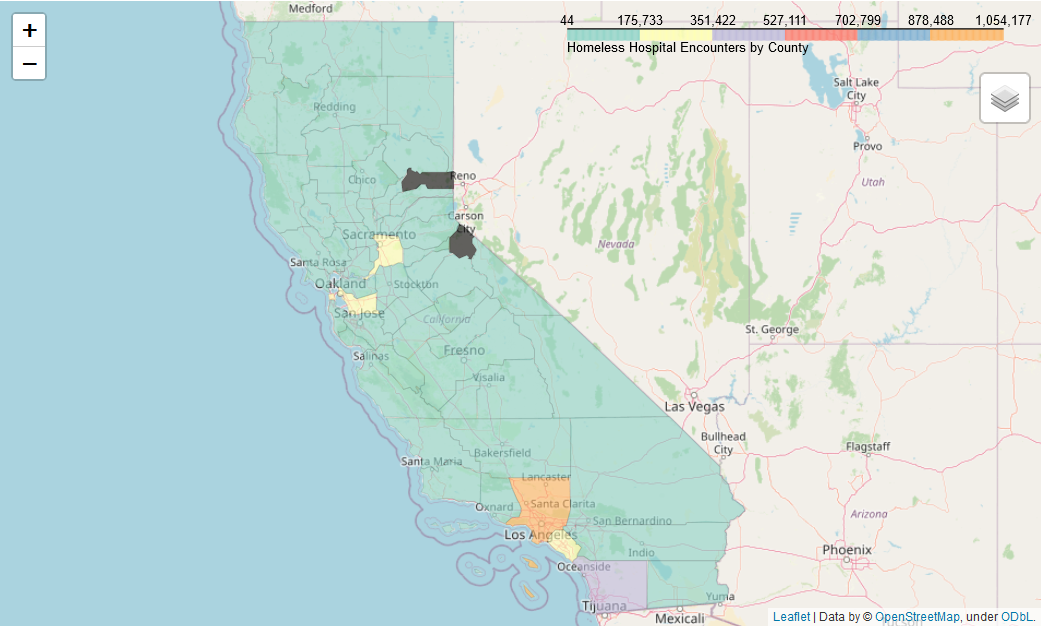 +
−
Medford
44 175,733 351,422 527,111 702,799 878,488 1,054,177
Homeless Hospital Encounters by County
Salt Lake
City
Redding
Provo
Chico
Reno
Utah
Carson
City
Sacramento
Nevada
Santa Rosa
Oakland
Stockton
San Jose
California
St. George
Salinas
Fresno
Visalia
Las Vegas
Bullhead
City
Flagstaff
Bakersfield
Santa Maria
Lancaster
Oxnard
Santa Clarita
Arizona
San Bernardino
Los Angeles
Phoenix
Indio
Oceanside
Yuma
Tijuana
Mexicali
Leaflet | Data by © OpenStreetMap, under ODbL.
Tucson